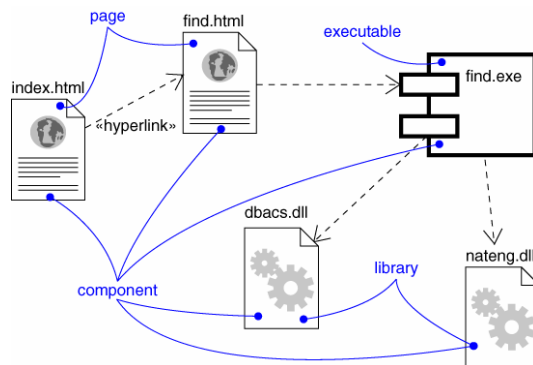 page
find.html
executable
index.html
find.exe
«hyperlink»
dbacs.dll
nateng.dll
library
component